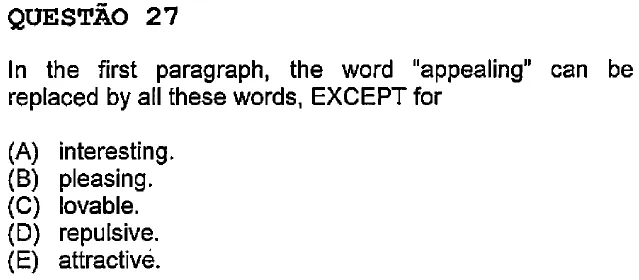 QUESTÃO 27
In the first paragraph, the word "appealing" can be
replaced by all these words, EXCEPT for
(A) interesting.
(B) pleasing.
(C) lovable.
(D) repulsive.
(E) attractive.